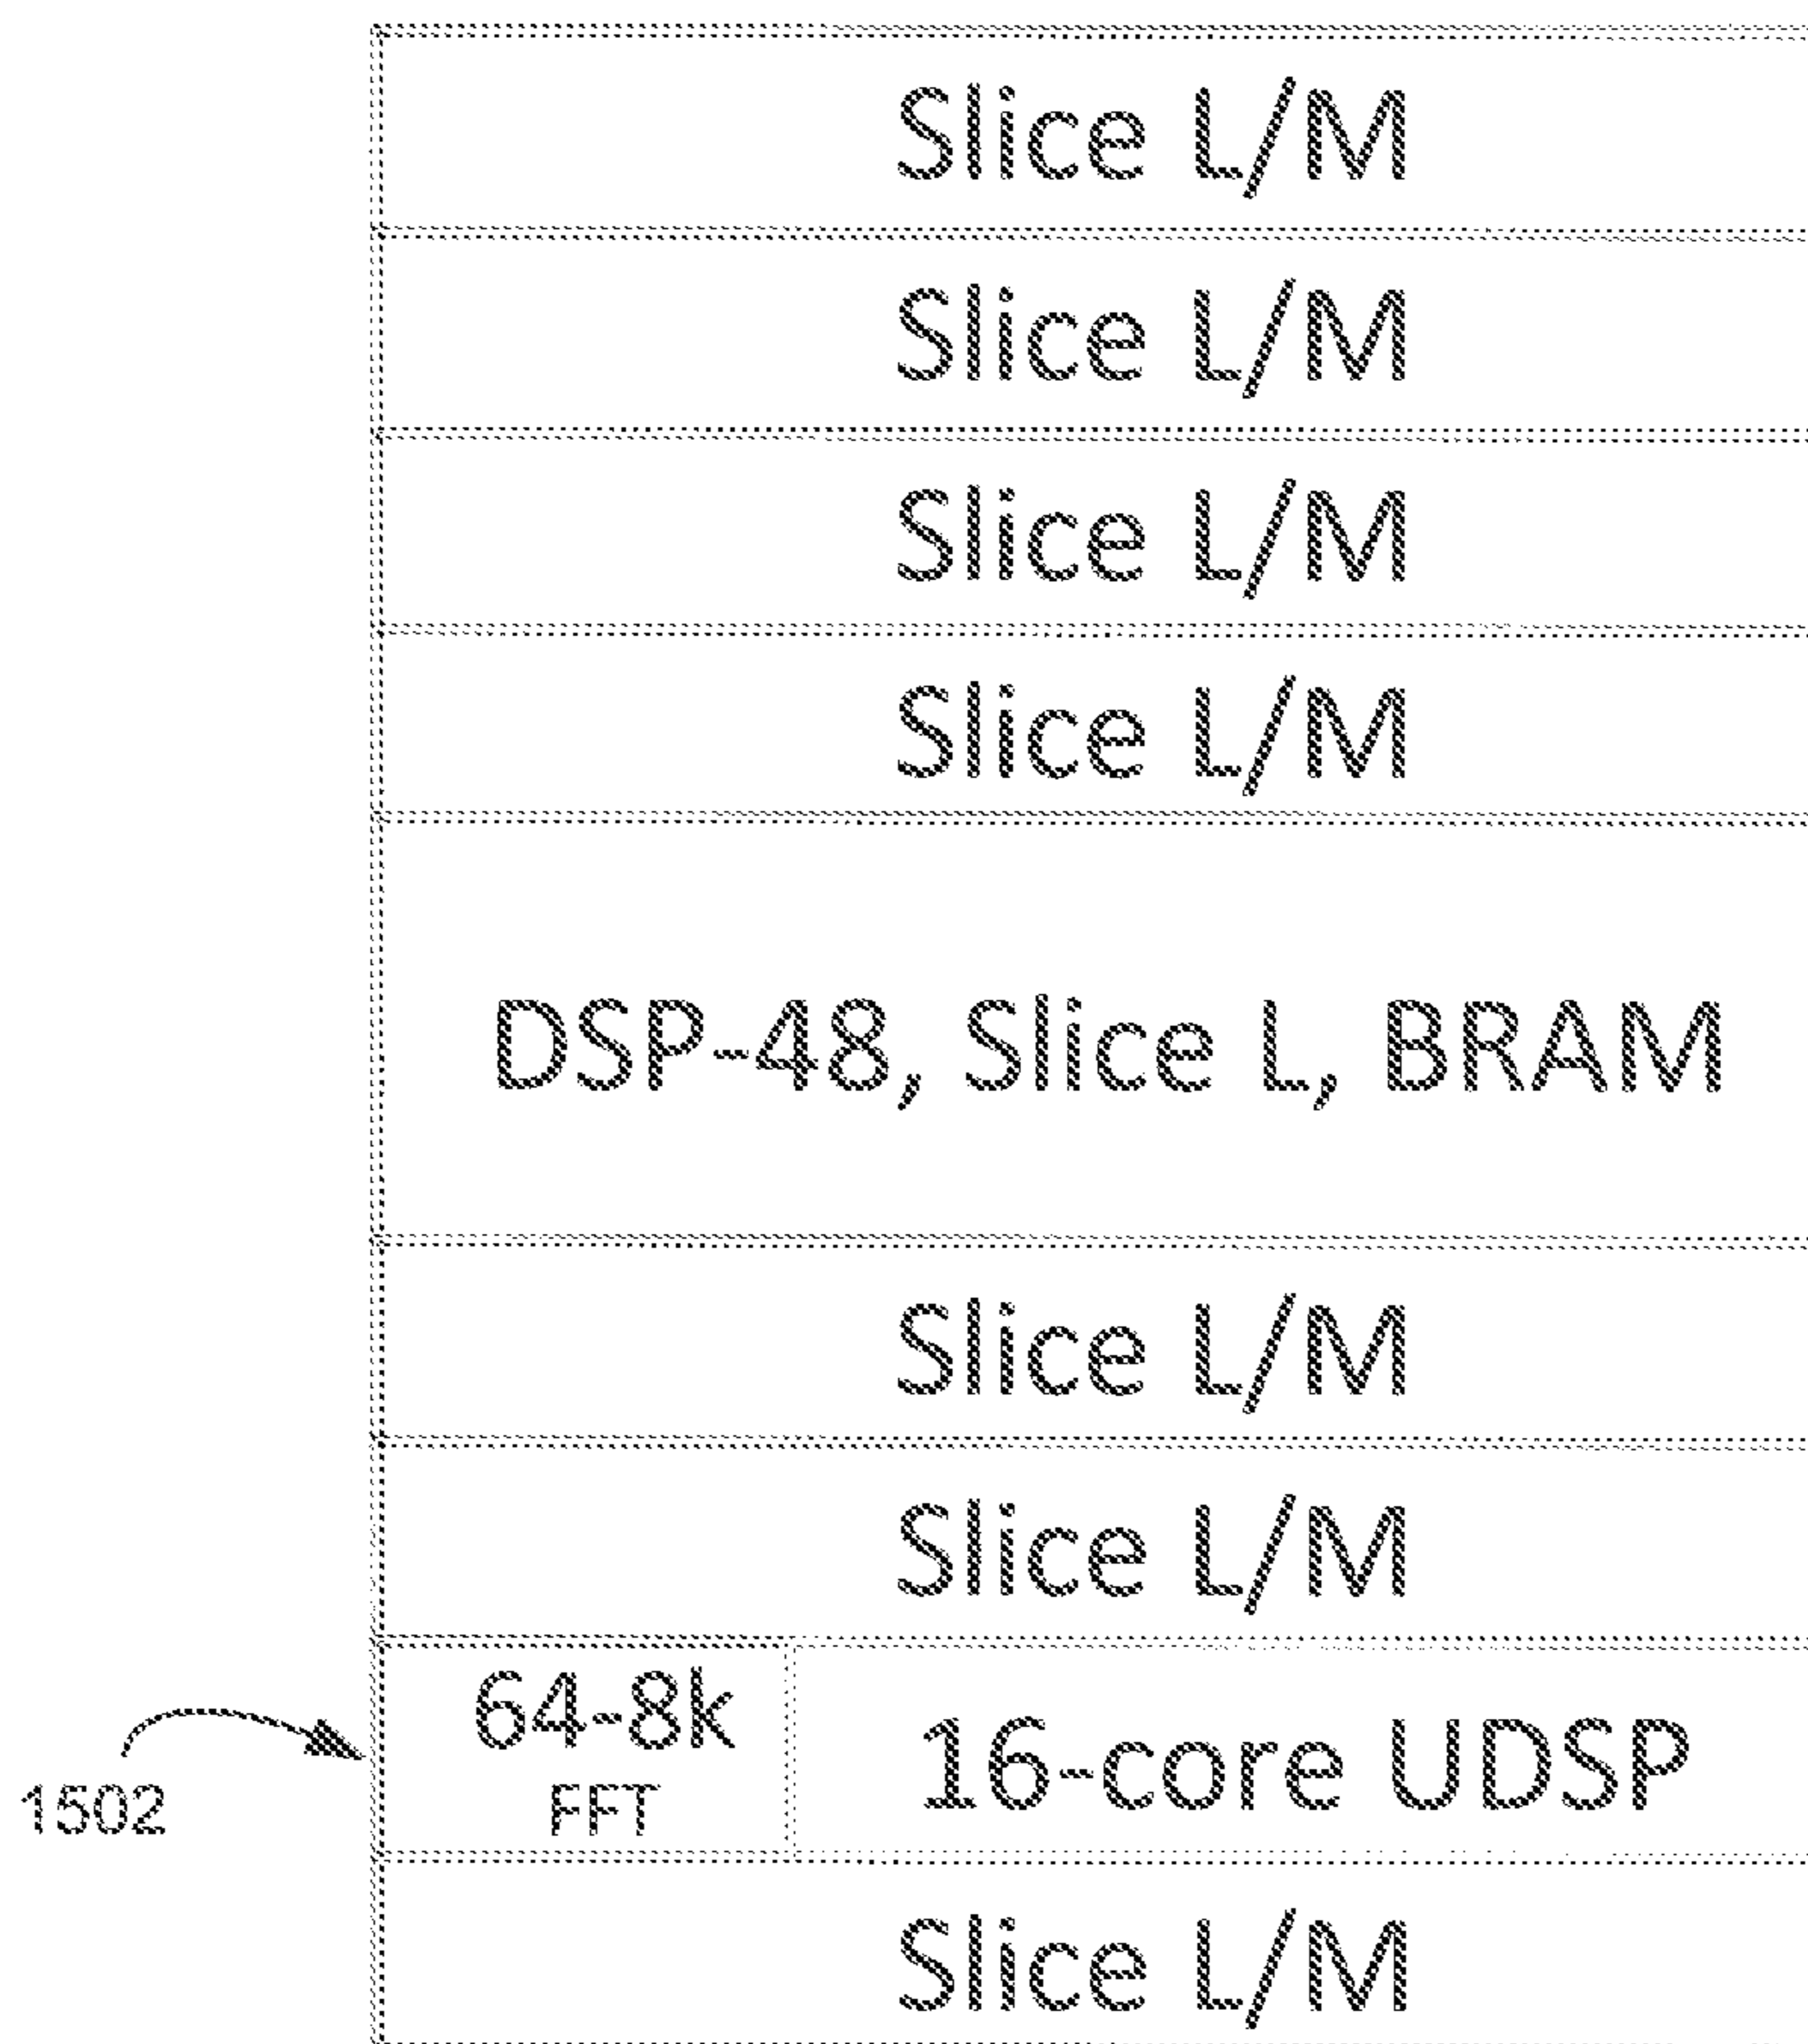 Slice L/M
Slice L/M
Slice L/M
Slice L/M
DSP-48, Slice L, BRAM
Slice L/M
Slice L/M
64-8k
FFT
16-core UDSP
1502
Slice L/M